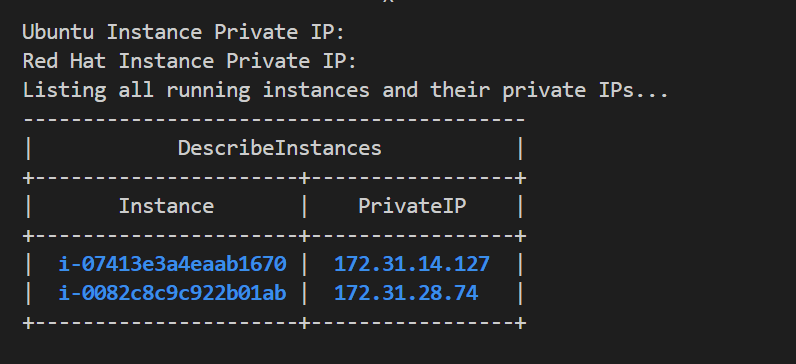 Ubuntu Instance Private IP:
Red Hat Instance Private IP:
Listing all running instances and their private IPs...
------------------------------------------
|            DescribeInstances           |
+----------------------+-----------------+
|       Instance       |    PrivateIP    |
+----------------------+-----------------+
|  i-07413e3a4eaab1670 |  172.31.14.127  |
|  i-0082c8c9c922b01ab |  172.31.28.74   |
+----------------------+-----------------+